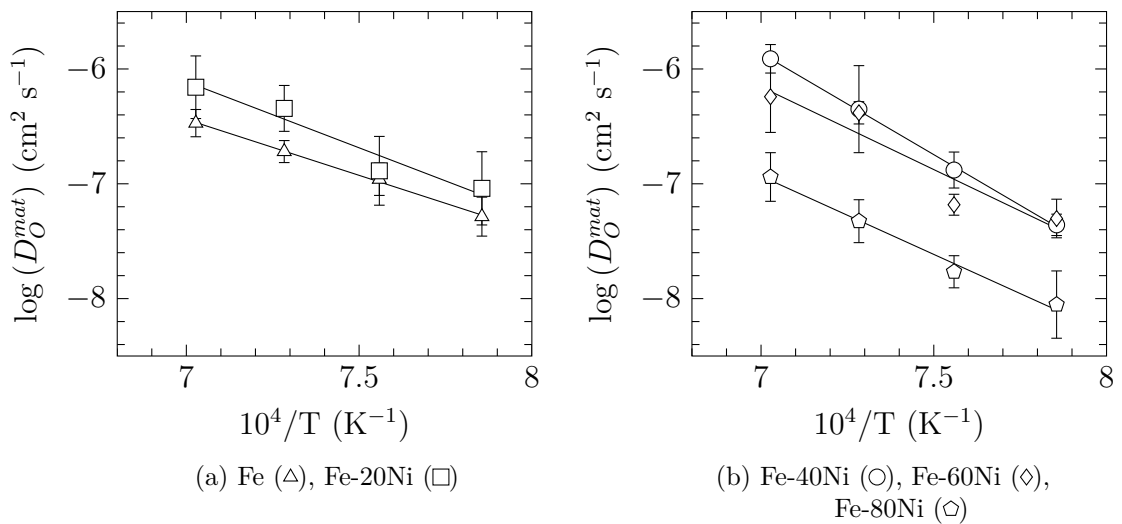 −6
−7
−8
log (D_O^{mat}) (cm² s⁻¹)
7
7.5
8
10⁴/T (K⁻¹)
(a) Fe (△), Fe-20Ni (□)
−6
−7
−8
log (D_O^{mat}) (cm² s⁻¹)
7
7.5
8
10⁴/T (K⁻¹)
(b) Fe-40Ni (○), Fe-60Ni (◊),
Fe-80Ni (⬠)